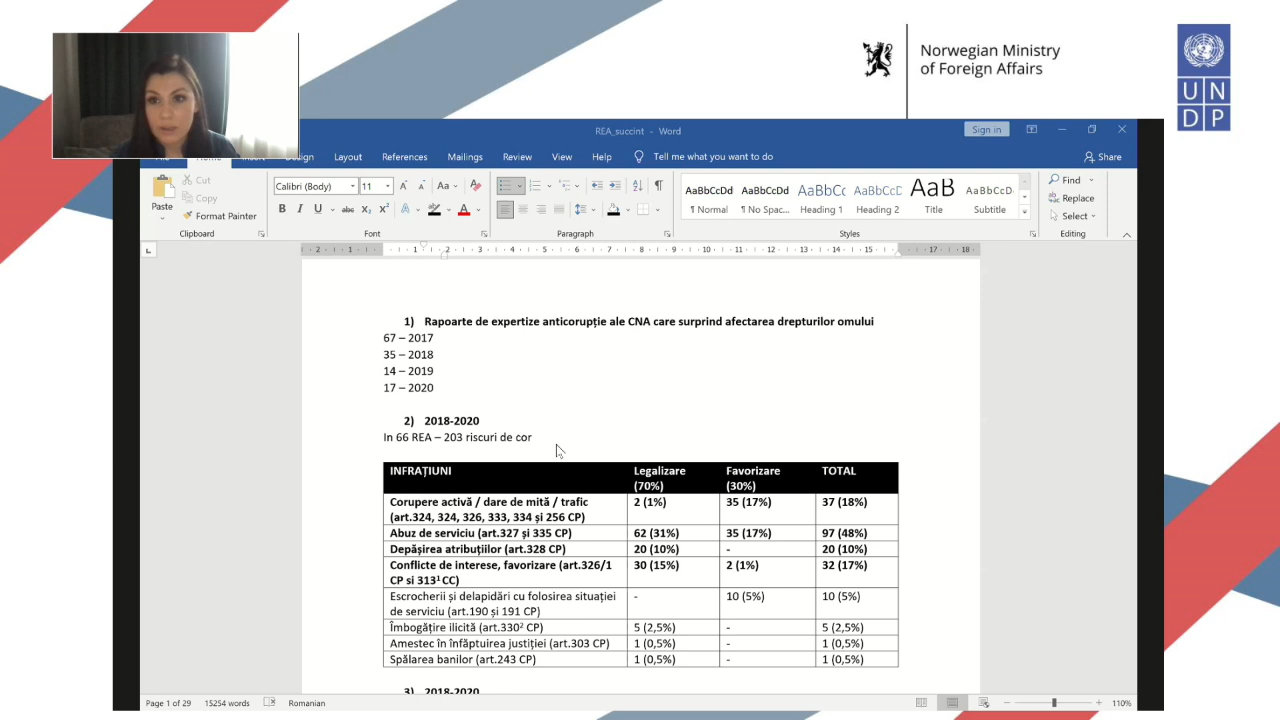 Norwegian Ministry
of Foreign Affairs
U N
D P
REA_succint - Word
Sign in
Layout References Mailings Review View Help Tell me what you want to do
Share
Paste
Cut
Copy
Format Painter
Clipboard
Calibri (Body) 11
Font
Paragraph
AaBbCcDd AaBbCcDd AaBbCc AaBbCcD AaB AaBbCcD
¶ Normal ¶ No Spac... Heading 1 Heading 2 Title Subtitle
Styles
Find
Replace
Select
Editing
1) Rapoarte de expertize anticorupție ale CNA care surprind afectarea drepturilor omului
67 – 2017
35 – 2018
14 – 2019
17 – 2020
2) 2018-2020
In 66 REA – 203 riscuri de cor
INFRAȚIUNI Legalizare (70%) Favorizare (30%) TOTAL
Corupere activă / dare de mită / trafic (art.324, 324, 326, 333, 334 și 256 CP) 2 (1%) 35 (17%) 37 (18%)
Abuz de serviciu (art.327 și 335 CP) 62 (31%) 35 (17%) 97 (48%)
Depășirea atribuțiilor (art.328 CP) 20 (10%) - 20 (10%)
Conflicte de interese, favorizare (art.326/1 CP si 313¹ CC) 30 (15%) 2 (1%) 32 (17%)
Escrocherii și delapidări cu folosirea situației de serviciu (art.190 și 191 CP) - 10 (5%) 10 (5%)
Îmbogățire ilicită (art.330² CP) 5 (2,5%) - 5 (2,5%)
Amestec în înfăptuirea justiției (art.303 CP) 1 (0,5%) - 1 (0,5%)
Spălarea banilor (art.243 CP) 1 (0,5%) - 1 (0,5%)
3) 2018-2020
Page 1 of 29 15254 words Romanian 110%